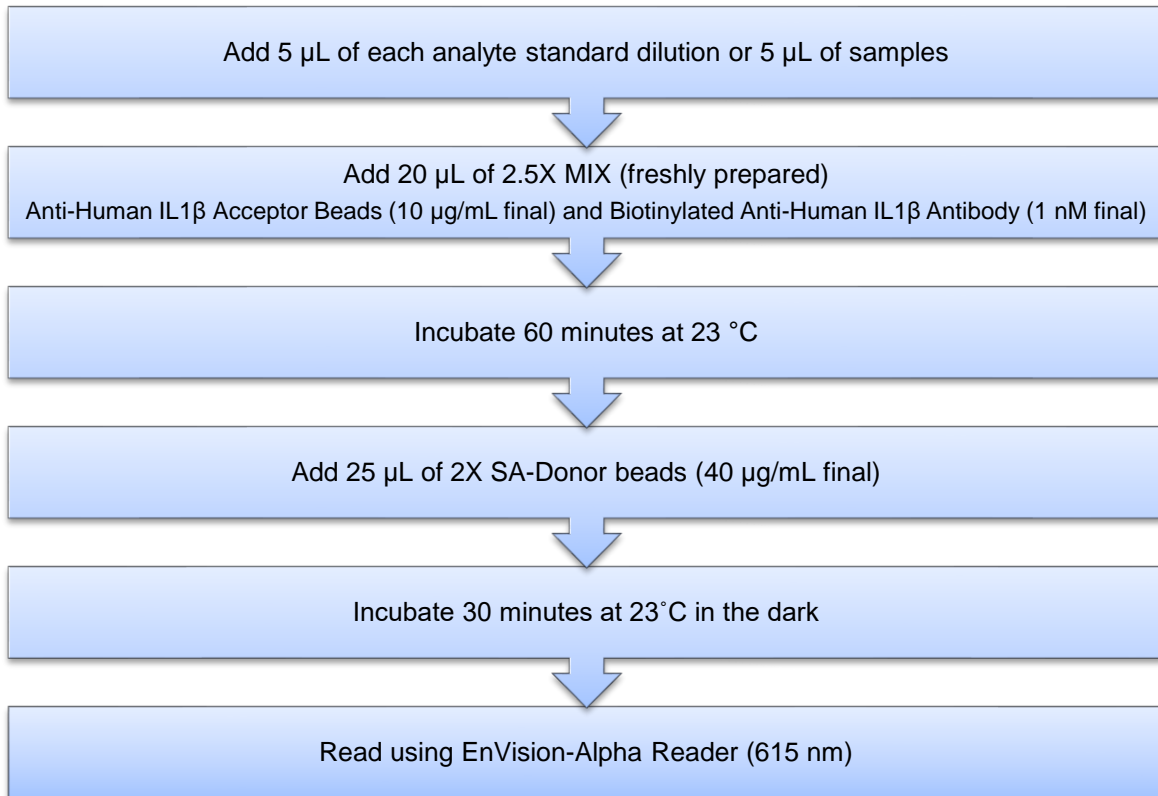 Add 5 µL of each analyte standard dilution or 5 µL of samples
Add 20 µL of 2.5X MIX (freshly prepared)
Anti-Human IL1β Acceptor Beads (10 µg/mL final) and Biotinylated Anti-Human IL1β Antibody (1 nM final)
Incubate 60 minutes at 23 °C
Add 25 µL of 2X SA-Donor beads (40 µg/mL final)
Incubate 30 minutes at 23˚C in the dark
Read using EnVision-Alpha Reader (615 nm)